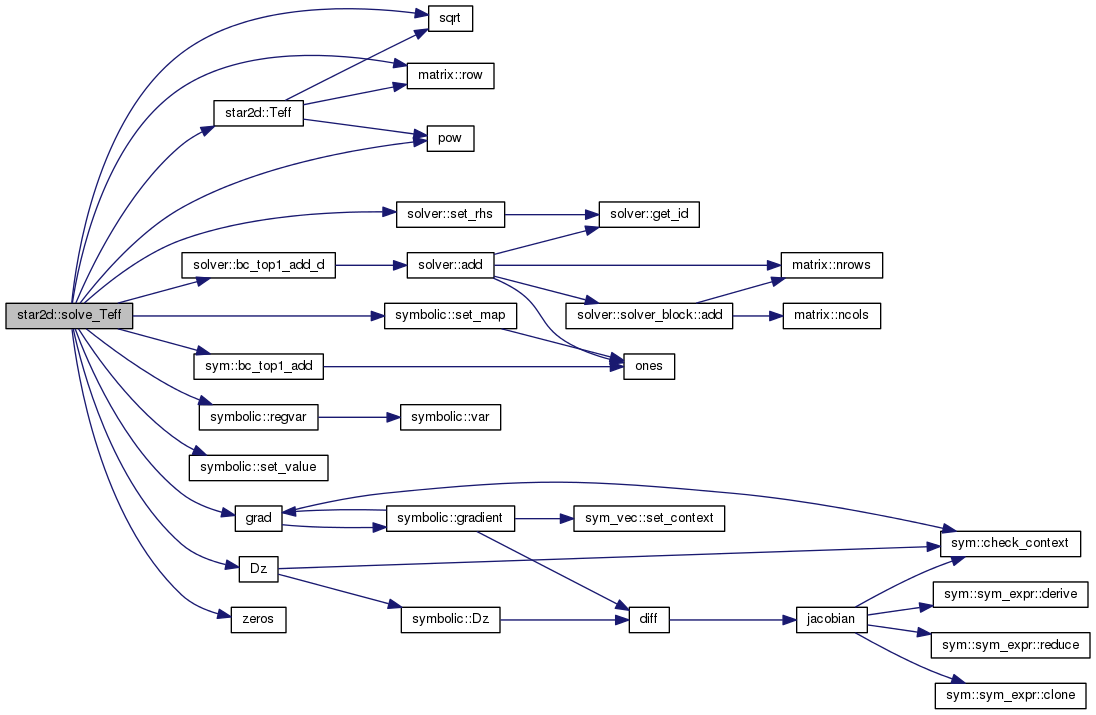 sqrt
matrix::row
star2d::Teff
pow
solver::set_rhs
solver::get_id
solver::bc_top1_add_d
solver::add
matrix::nrows
star2d::solve_Teff
symbolic::set_map
solver::solver_block::add
matrix::ncols
sym::bc_top1_add
ones
symbolic::regvar
symbolic::var
symbolic::set_value
grad
symbolic::gradient
sym_vec::set_context
sym::check_context
Dz
sym::sym_expr::derive
zeros
symbolic::Dz
diff
jacobian
sym::sym_expr::reduce
sym::sym_expr::clone